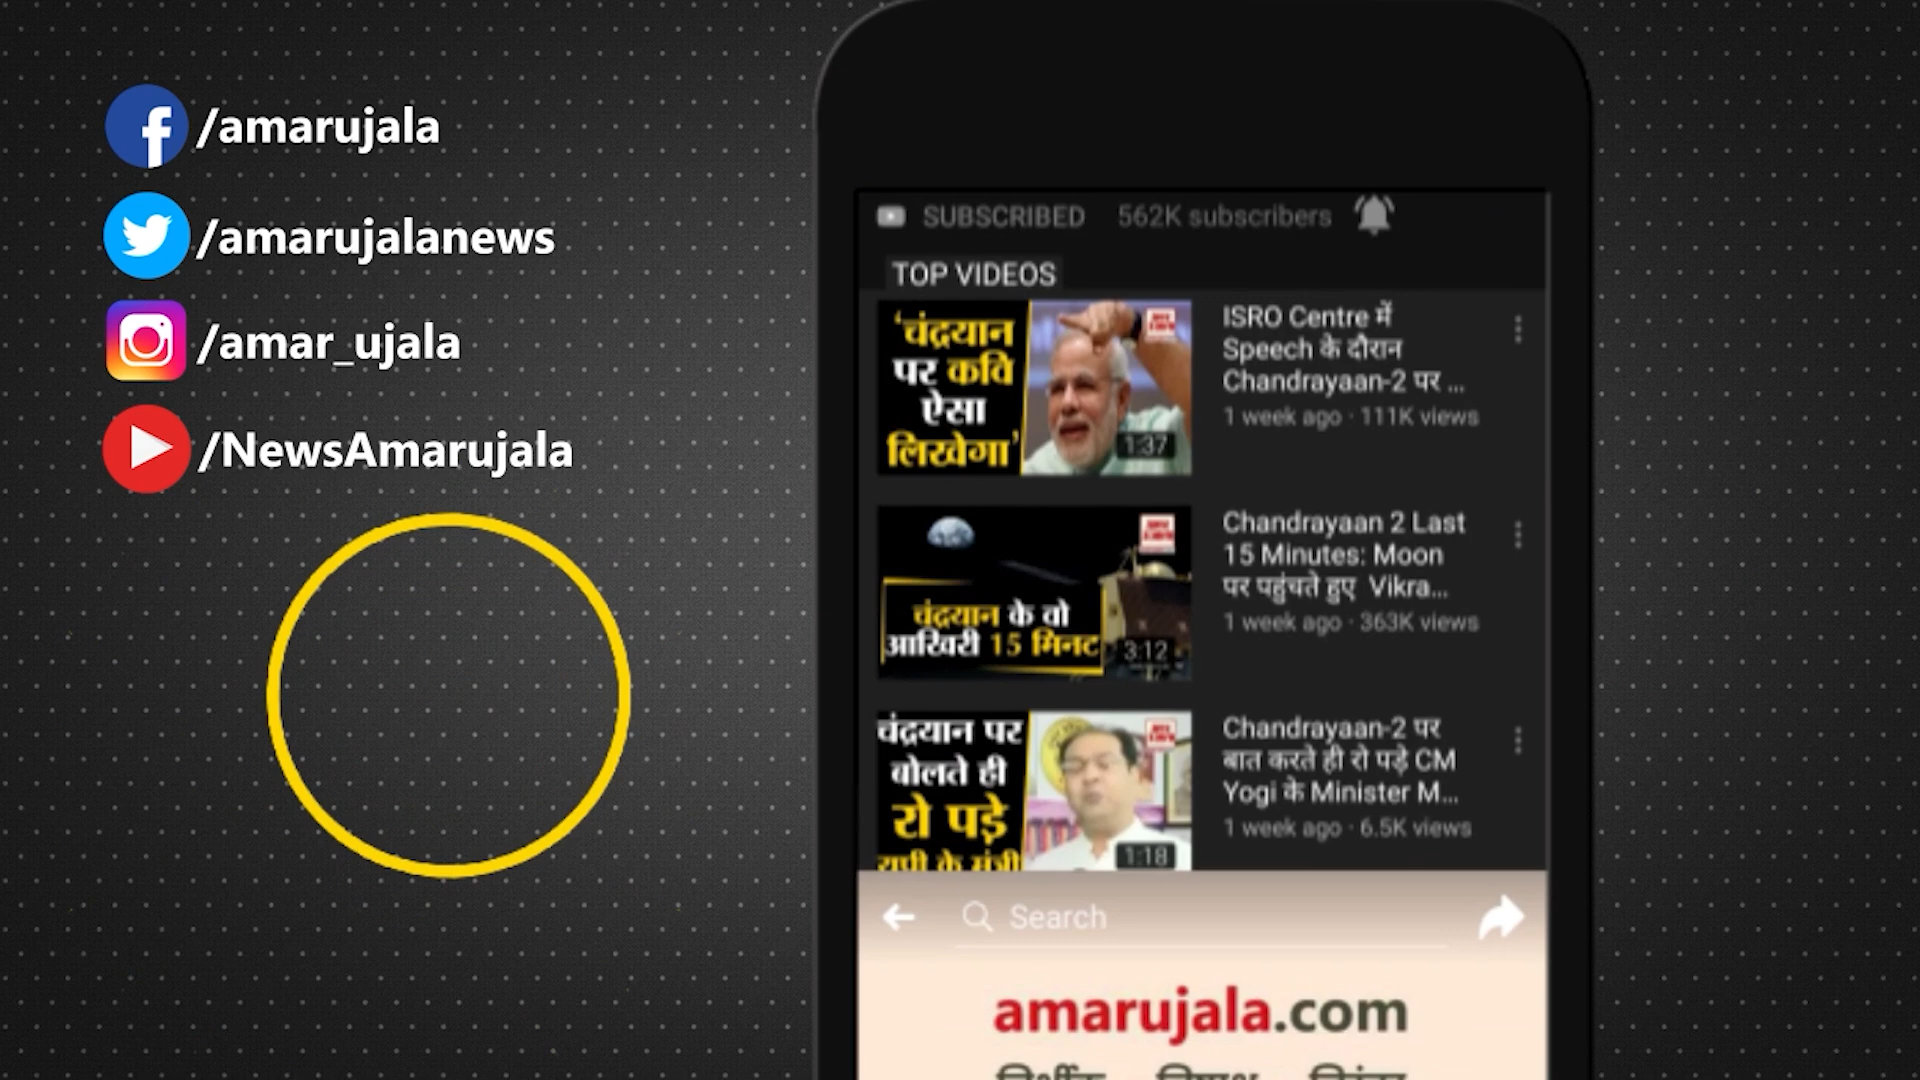 /amarujala
/amarujalanews
/amar_ujala
/NewsAmarujala
SUBSCRIBED 562K subscribers
TOP VIDEOS
‘चंद्रयान
पर कवि
ऐसा
लिखेगा’
1:37
ISRO Centre में
Speech के दौरान
Chandrayaan-2 पर ...
1 week ago · 111K views
चंद्रयान के वो
आखिरी 15 मिनट
3:12
Chandrayaan 2 Last
15 Minutes: Moon
पर पहुंचते हुए Vikra...
1 week ago · 363K views
चंद्रयान पर
बोलते ही
रो पड़े
यूपी के मंत्री
1:18
Chandrayaan-2 पर
बात करते ही रो पड़े CM
Yogi के Minister M...
1 week ago · 6.5K views
Search
amarujala.com